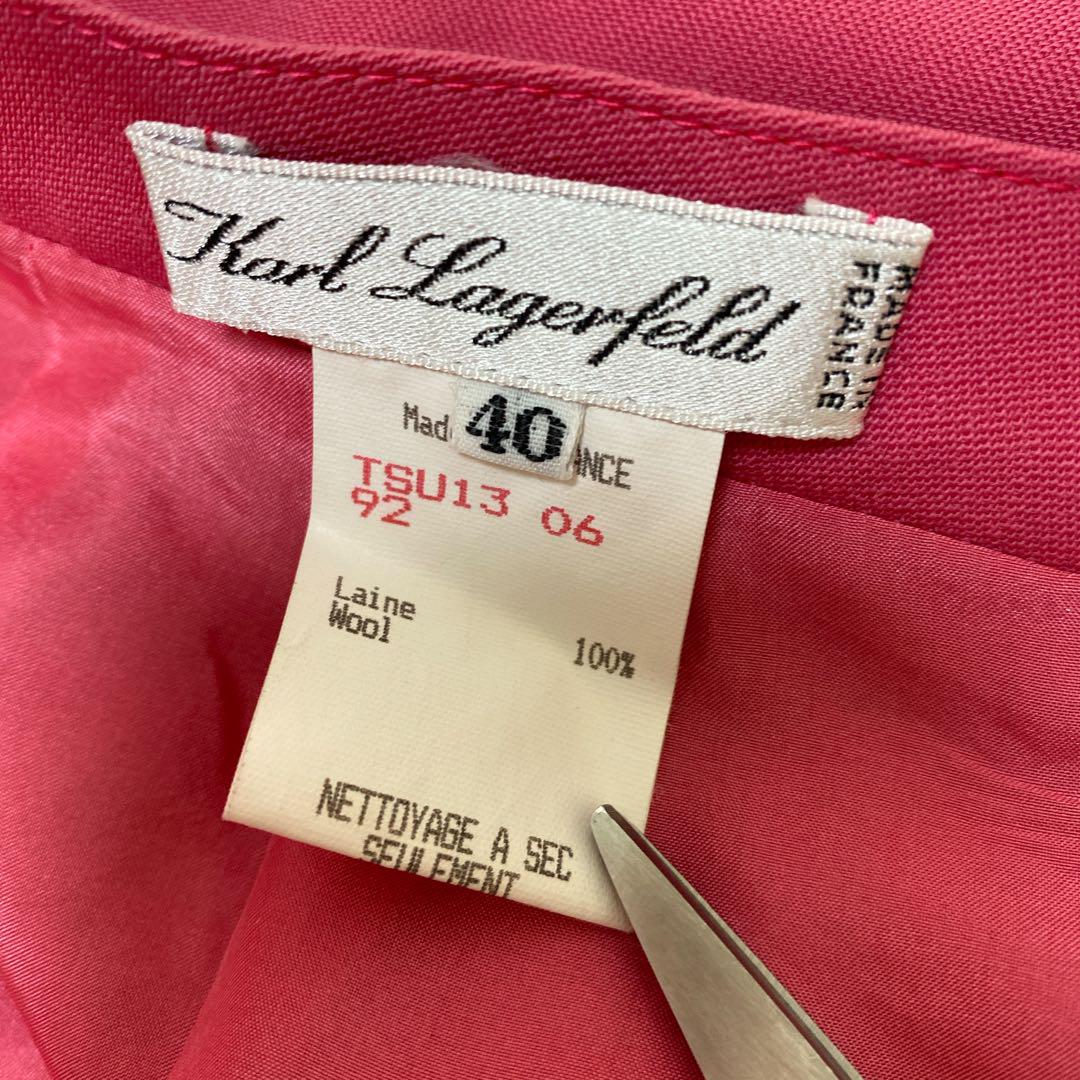 Karl Lagerfeld
MADE IN
FRANCE
40
Mad ANCE
TSU13 06
92
Laine
Wool
100%
NETTOYAGE A SEC
SEULEMENT